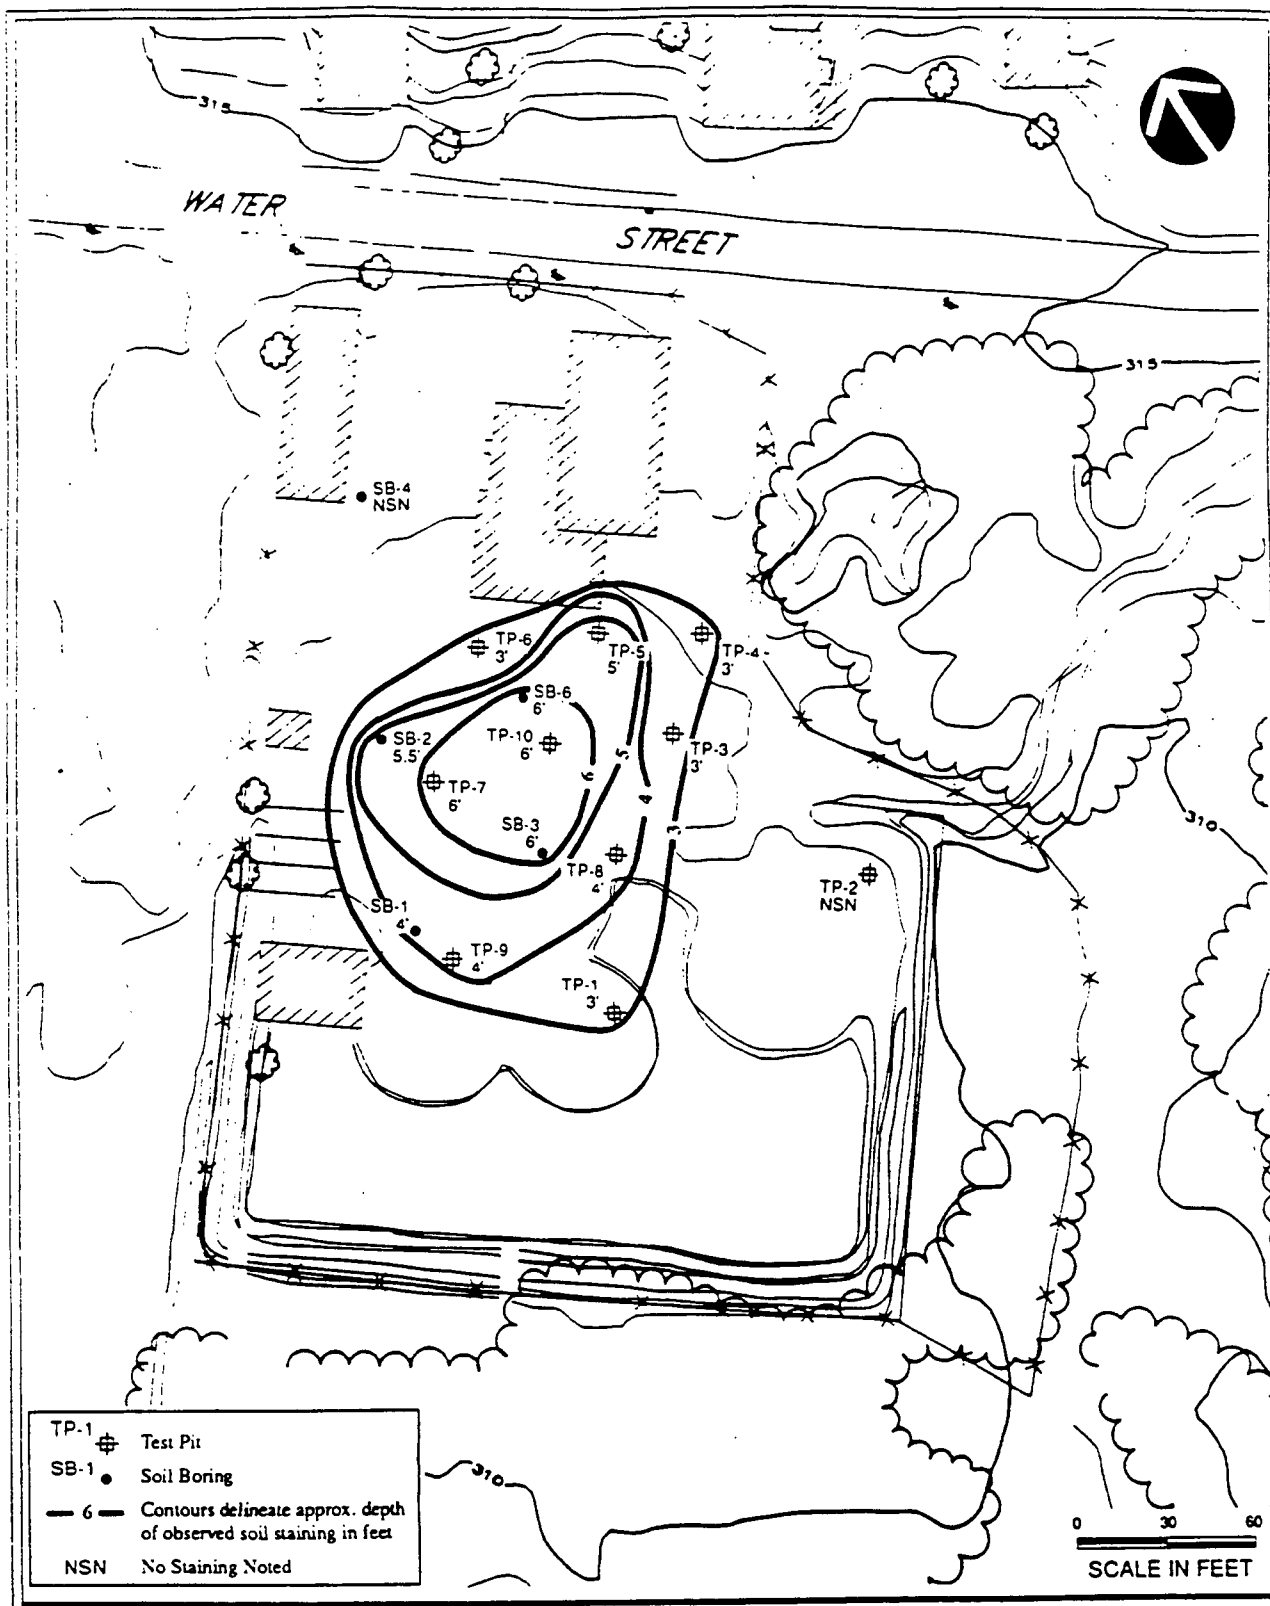 315
WATER
STREET
315
SB-4
NSN
TP-6
3'
TP-5
5'
TP-4
3'
SB-6
6'
SB-2
5.5'
TP-10
6'
TP-3
3'
5
6
TP-7
6'
4
3
SB-3
6'
310
TP-8
4'
TP-2
NSN
SB-1
4'
TP-9
4'
TP-1
3'
TP-1 Test Pit
SB-1 Soil Boring
6 Contours delineate approx. depth
of observed soil staining in feet
NSN No Staining Noted
310
0 30 60
SCALE IN FEET